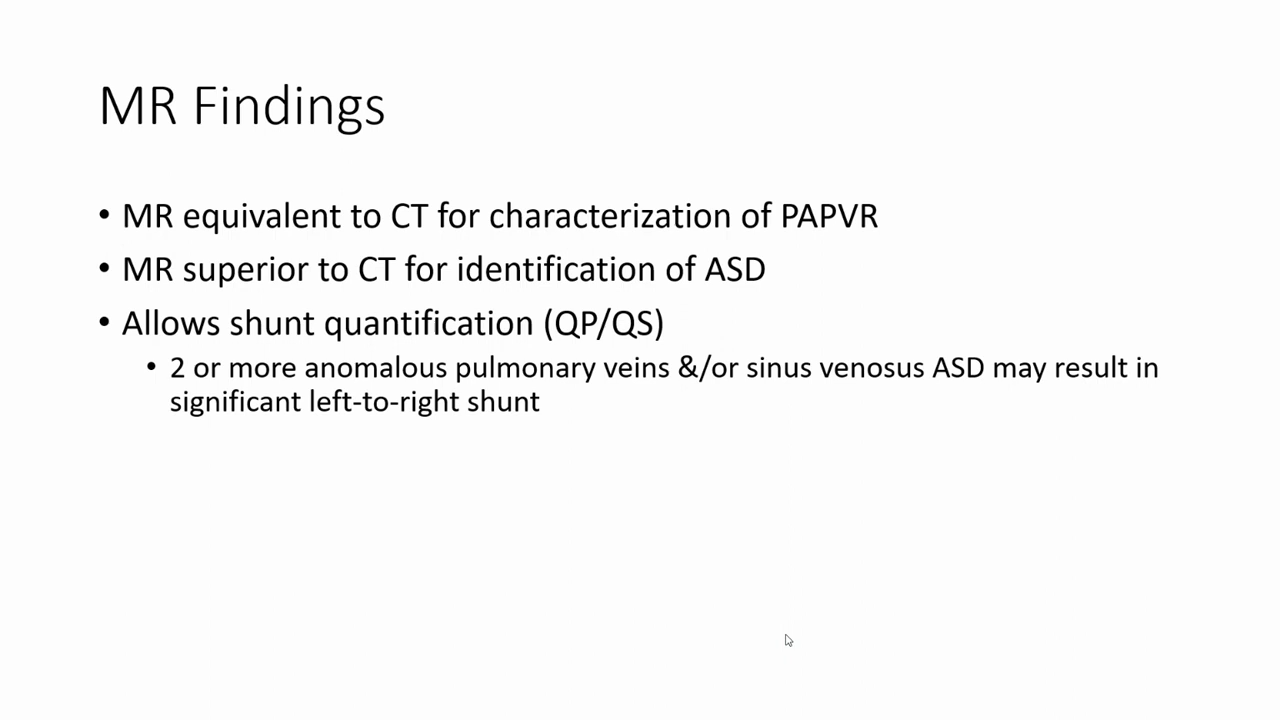 MR Findings
• MR equivalent to CT for characterization of PAPVR
• MR superior to CT for identification of ASD
• Allows shunt quantification (QP/QS)
• 2 or more anomalous pulmonary veins &/or sinus venosus ASD may result in
significant left-to-right shunt